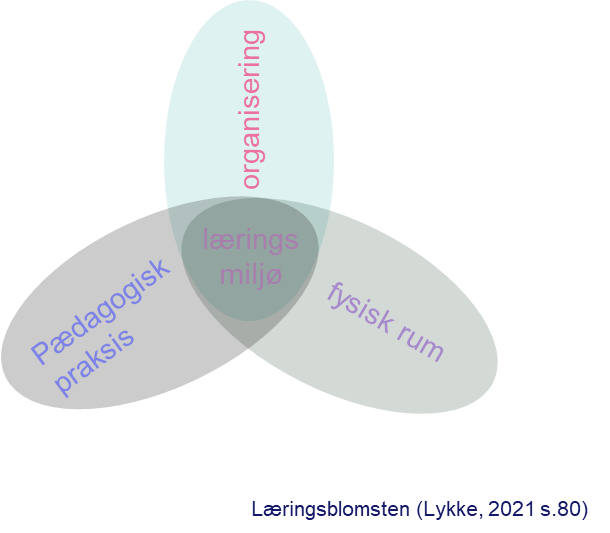 organisering
lærings
miljø
Pædagogisk
praksis
fysisk rum
Læringsblomsten (Lykke, 2021 s.80)